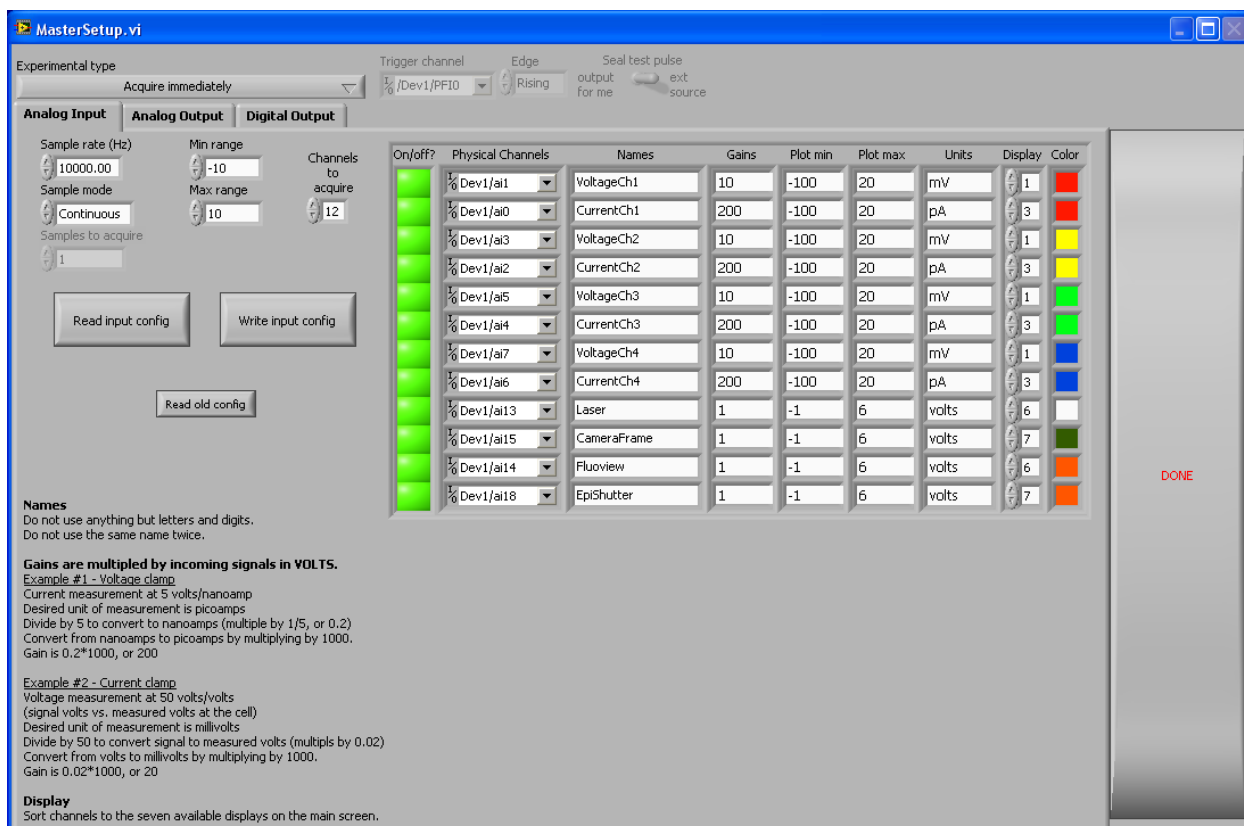 MasterSetup.vi
Experimental type
Acquire immediately
Trigger channel
/Dev1/PFI0
Edge
Rising
Seal test pulse
output for me
ext source
Analog Input
Analog Output
Digital Output
Sample rate (Hz)
10000.00
Min range
-10
Sample mode
Continuous
Max range
10
Channels
to
acquire
12
Samples to acquire
1
Read input config
Write input config
Read old config
On/off? Physical Channels Names Gains Plot min Plot max Units Display Color
Dev1/ai1 VoltageCh1 10 -100 20 mV 1
Dev1/ai0 CurrentCh1 200 -100 20 pA 3
Dev1/ai3 VoltageCh2 10 -100 20 mV 1
Dev1/ai2 CurrentCh2 200 -100 20 pA 3
Dev1/ai5 VoltageCh3 10 -100 20 mV 1
Dev1/ai4 CurrentCh3 200 -100 20 pA 3
Dev1/ai7 VoltageCh4 10 -100 20 mV 1
Dev1/ai6 CurrentCh4 200 -100 20 pA 3
Dev1/ai13 Laser 1 -1 6 volts 6
Dev1/ai15 CameraFrame 1 -1 6 volts 7
Dev1/ai14 Fluoview 1 -1 6 volts 6
Dev1/ai18 EpiShutter 1 -1 6 volts 7
DONE
Names
Do not use anything but letters and digits.
Do not use the same name twice.
Gains are multipled by incoming signals in VOLTS.
Example #1 - Voltage clamp
Current measurement at 5 volts/nanoamp
Desired unit of measurement is picoamps
Divide by 5 to convert to nanoamps (multiple by 1/5, or 0.2)
Convert from nanoamps to picoamps by multiplying by 1000.
Gain is 0.2*1000, or 200
Example #2 - Current clamp
Voltage measurement at 50 volts/volts
(signal volts vs. measured volts at the cell)
Desired unit of measurement is millivolts
Divide by 50 to convert signal to measured volts (multipls by 0.02)
Convert from volts to millivolts by multiplying by 1000.
Gain is 0.02*1000, or 20
Display
Sort channels to the seven available displays on the main screen.